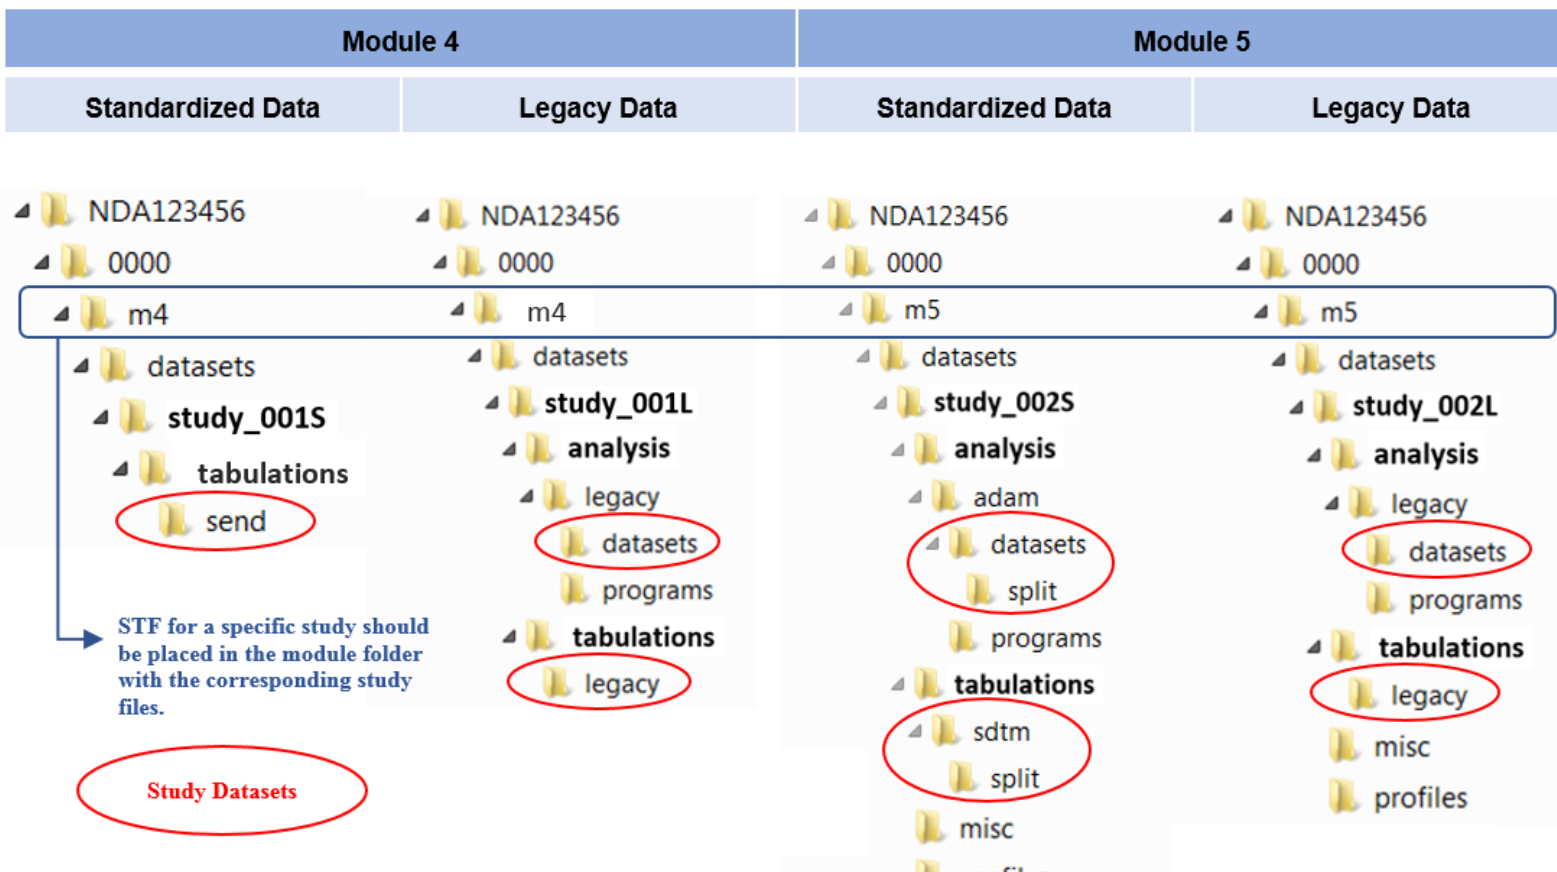 Module 4
Module 5
Standardized Data
Legacy Data
Standardized Data
Legacy Data
NDA123456
0000
m4
datasets
study_001S
tabulations
send
STF for a specific study should
be placed in the module folder
with the corresponding study
files.
Study Datasets
NDA123456
0000
m4
datasets
study_001L
analysis
legacy
datasets
programs
tabulations
legacy
NDA123456
0000
m5
datasets
study_002S
analysis
adam
datasets
split
programs
tabulations
sdtm
split
misc
NDA123456
0000
m5
datasets
study_002L
analysis
legacy
datasets
programs
tabulations
legacy
misc
profiles